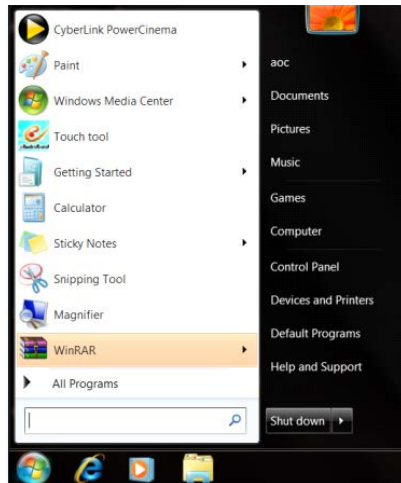 CyberLink PowerCinema
Paint
Windows Media Center
Touch tool
Getting Started
Calculator
Sticky Notes
Snipping Tool
Magnifier
WinRAR
All Programs
aoc
Documents
Pictures
Music
Games
Computer
Control Panel
Devices and Printers
Default Programs
Help and Support
Shut down